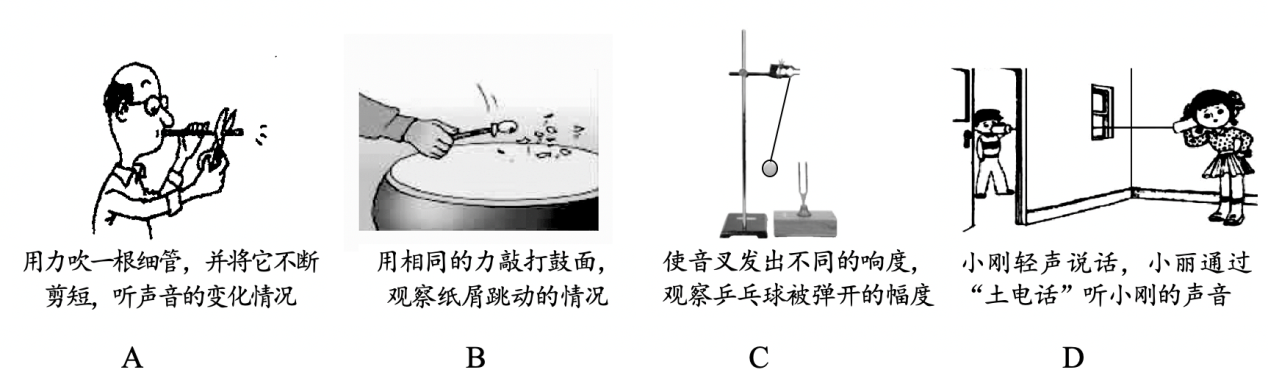 用力吹一根细管，并将它不断
剪短，听声音的变化情况
A
用相同的力敲打鼓面，
观察纸屑跳动的情况
B
使音叉发出不同的响度，
观察乒乓球被弹开的幅度
C
小刚轻声说话，小丽通过
“土电话”听小刚的声音
D